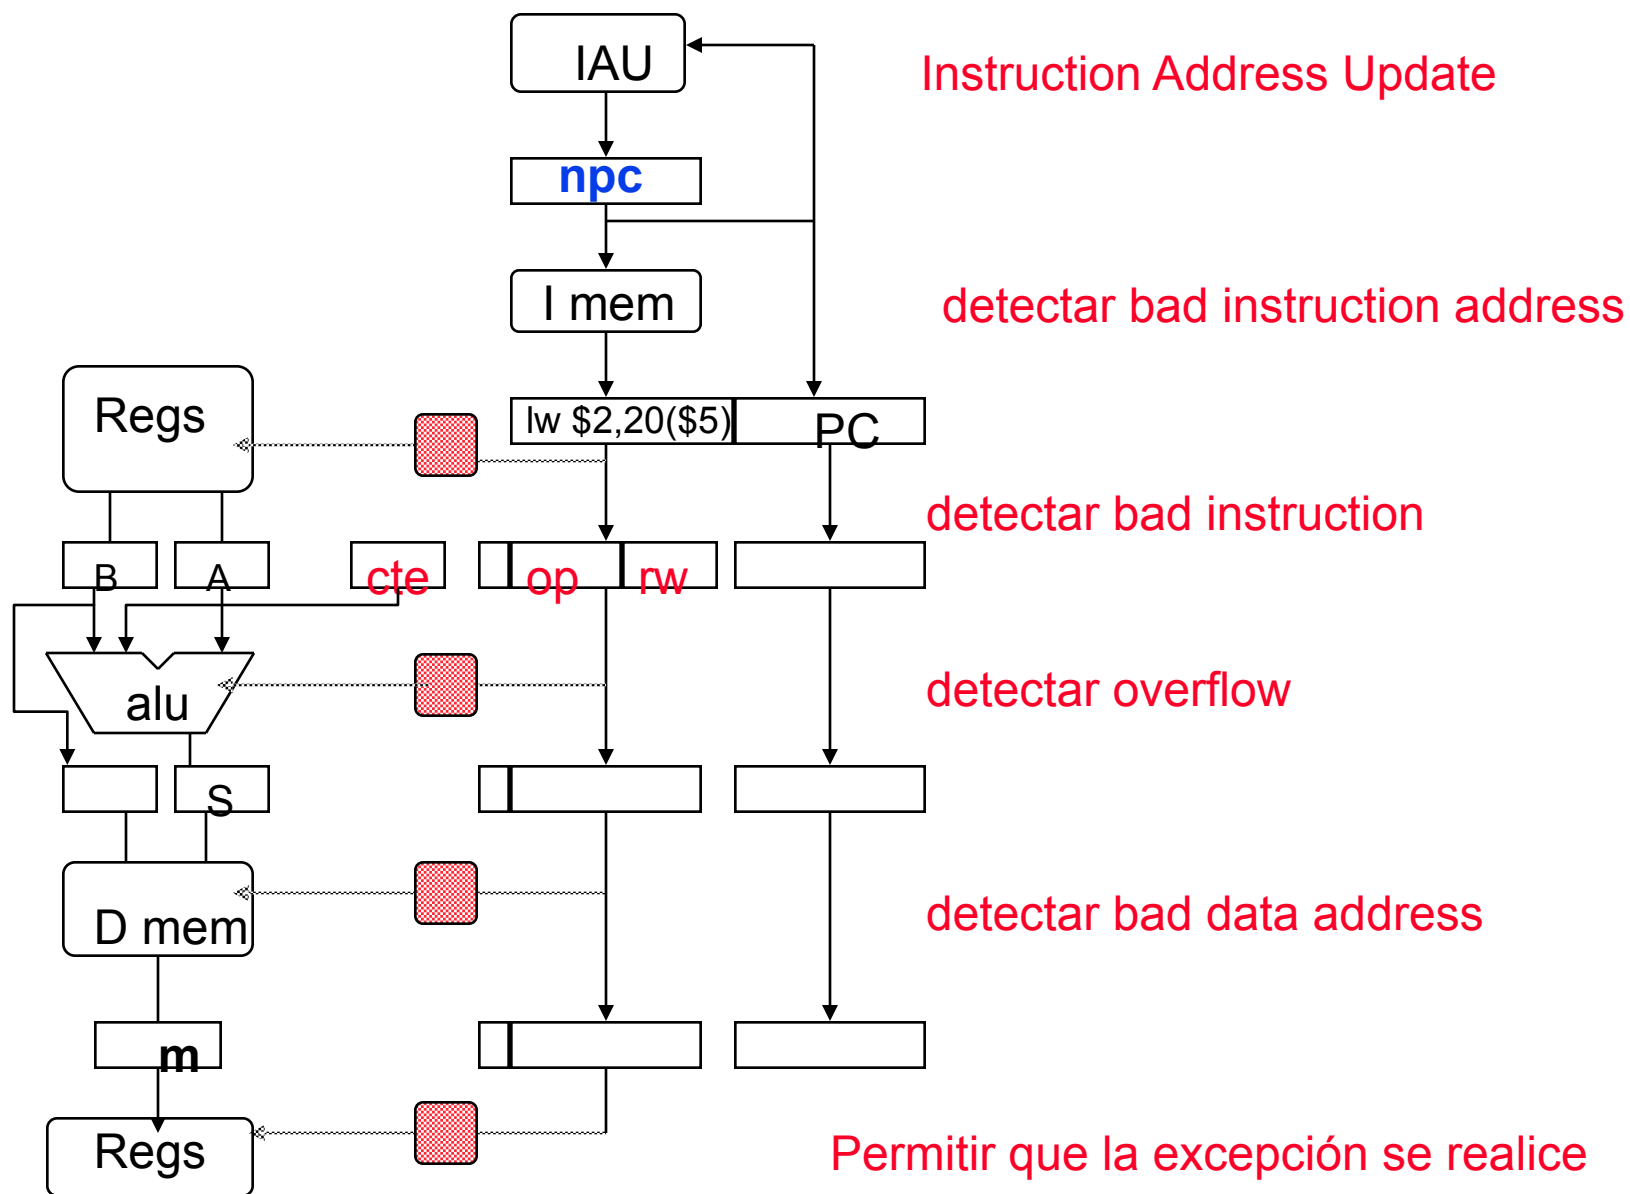 IAU
Instruction Address Update
npc
I mem
detectar bad instruction address
Regs
lw $2,20($5)
PC
detectar bad instruction
B
A
cte
op
rw
alu
detectar overflow
S
D mem
detectar bad data address
m
Regs
Permitir que la excepción se realice